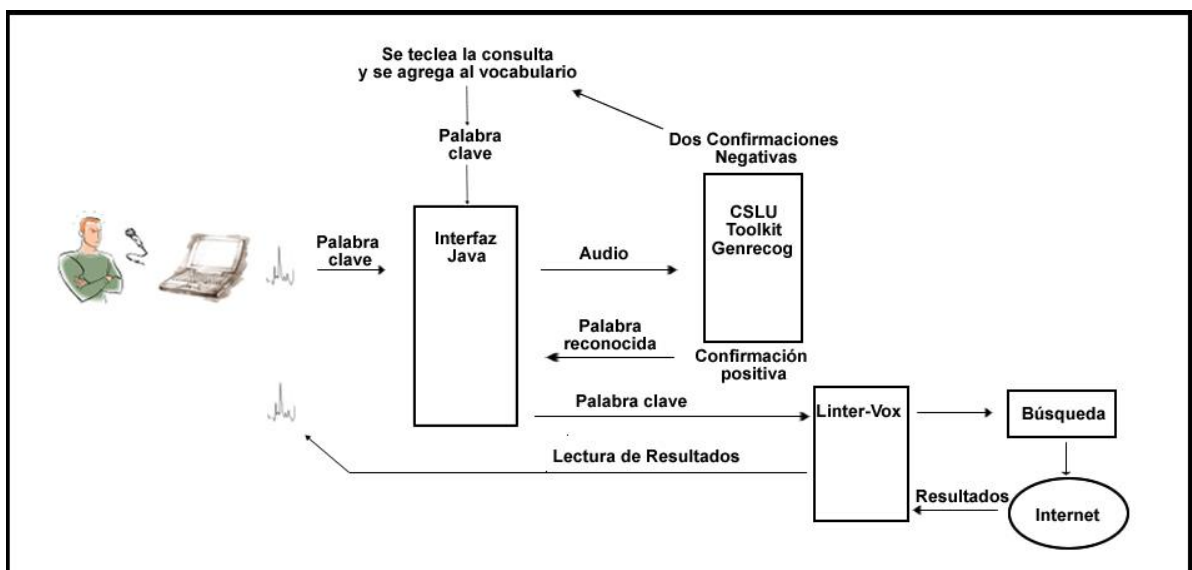 Se teclea la consulta
y se agrega al vocabulario
Palabra
clave
Dos Confirmaciones
Negativas
CSLU
Toolkit
Genrecog
Palabra
clave
Interfaz
Java
Audio
Palabra
reconocida
Confirmación
positiva
Palabra clave
Linter-Vox
Búsqueda
Lectura de Resultados
Resultados
Internet